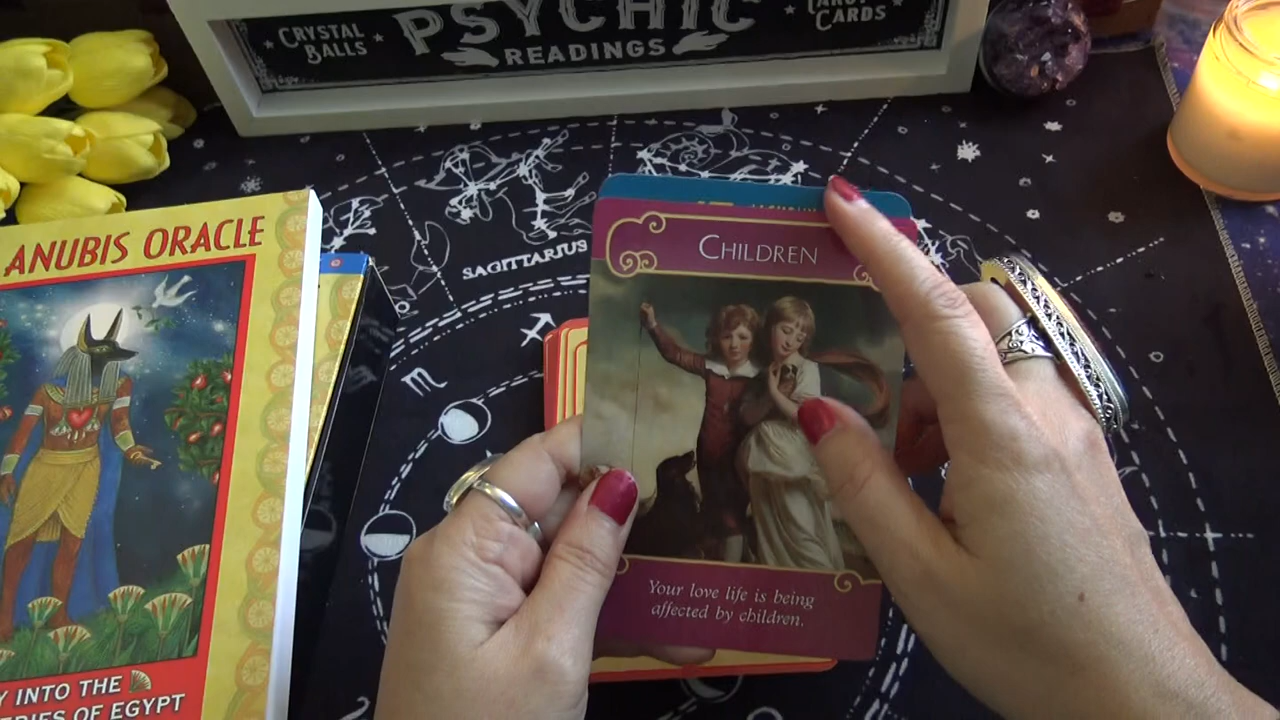 CRYSTAL
BALLS
PSYCHIC
READINGS
TAROT
CARDS
ANUBIS ORACLE
SAGITTARIUS
CHILDREN
Your love life is being
affected by children.
INTO THE
OF EGYPT